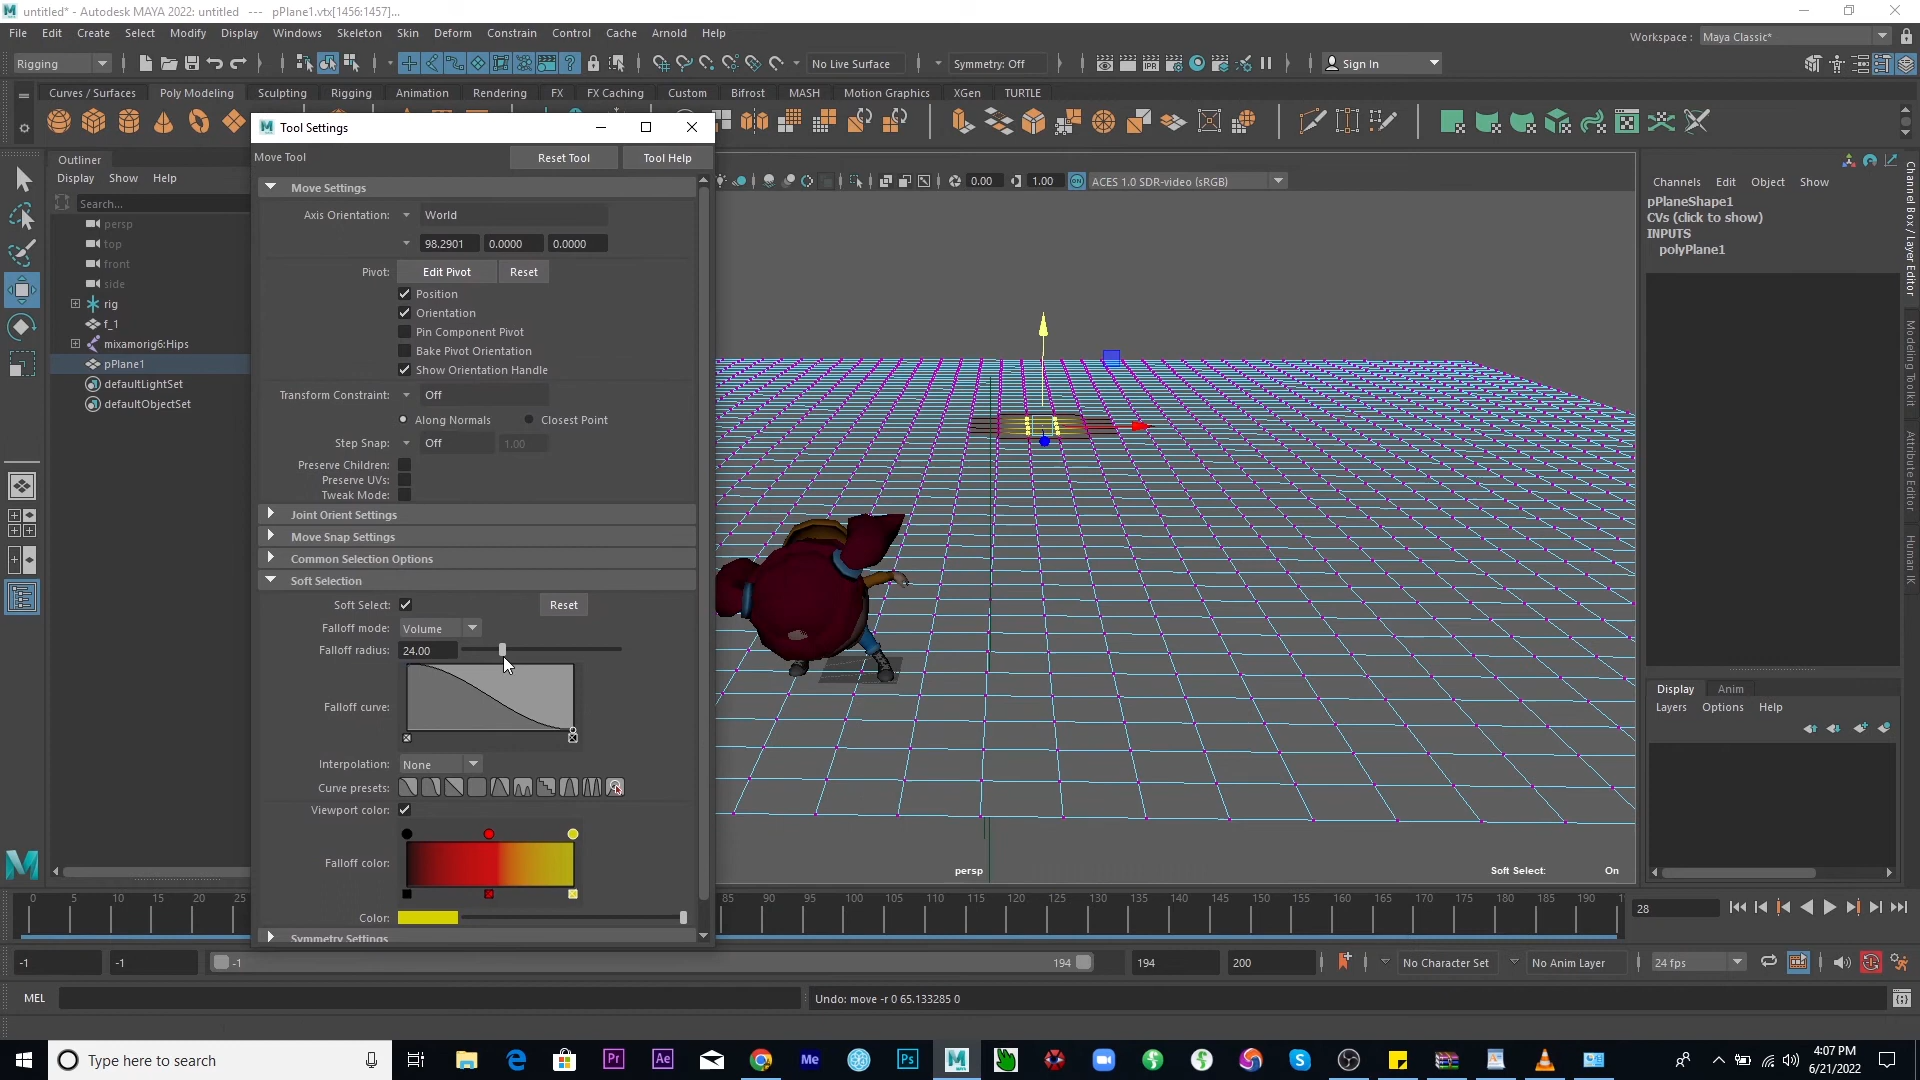 untitled* - Autodesk MAYA 2022: untitled   ---   pPlane1.vtx[1456:1457]...
File Edit Create Select Modify Display Windows Skeleton Skin Deform Constrain Control Cache Arnold Help
Workspace : Maya Classic*
Rigging
No Live Surface
Symmetry: Off
Sign In
Curves / Surfaces Poly Modeling Sculpting Rigging Animation Rendering FX FX Caching Custom Bifrost MASH Motion Graphics XGen TURTLE
Tool Settings
Move Tool
Reset Tool
Tool Help
Move Settings
Axis Orientation: World
98.2901 0.0000 0.0000
Pivot: Edit Pivot Reset
Position
Orientation
Pin Component Pivot
Bake Pivot Orientation
Show Orientation Handle
Transform Constraint: Off
Along Normals Closest Point
Step Snap: Off 1.00
Preserve Children:
Preserve UVs:
Tweak Mode:
Joint Orient Settings
Move Snap Settings
Common Selection Options
Soft Selection
Soft Select: Reset
Falloff mode: Volume
Falloff radius: 24.00
Falloff curve:
Interpolation: None
Curve presets:
Viewport color:
Falloff color:
Color:
Symmetry Settings
Outliner
Display Show Help
Search...
persp
top
front
side
rig
f_1
mixamorig6:Hips
pPlane1
defaultLightSet
defaultObjectSet
0.00 1.00 ON ACES 1.0 SDR-video (sRGB)
persp
Soft Select: On
Channels Edit Object Show
pPlaneShape1
CVs (click to show)
INPUTS
polyPlane1
Channel Box / Layer Editor
Modeling Toolkit
Attribute Editor
Human IK
Display Anim
Layers Options Help
0 5 10 15 20 25
85 90 95 100 105 110 115 120 125 130 135 140 145 150 155 160 165 170 175 180 185 190 195
28
-1 -1 -1 194 194 200
No Character Set
No Anim Layer
24 fps
MEL
Undo: move -r 0 65.133285 0
Type here to search
Pr Ae Me Ps
4:07 PM
6/21/2022